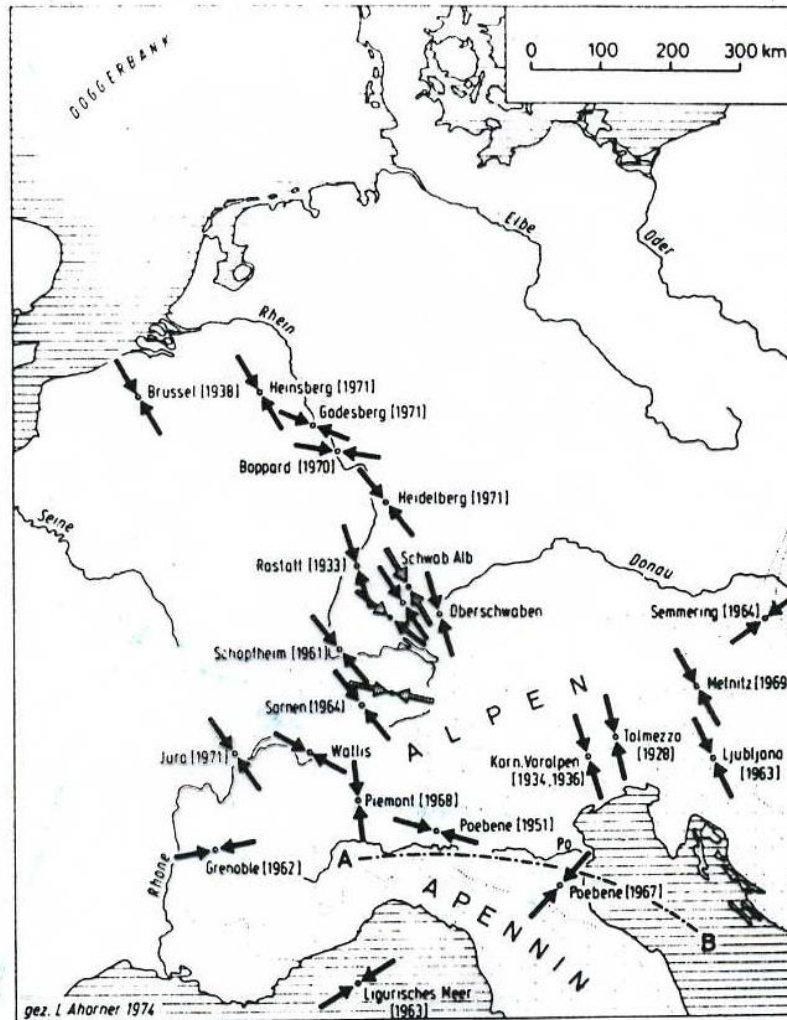 0 100 200 300 km
DOGGERBANK
Elbe
Oder
Rhein
Brussel [1938]
Heinsberg [1971]
Godesberg [1971]
Boppard [1970]
Heidelberg [1971]
Seine
Rastatt [1933]
Schwab Alb
Donau
Oberschwaben
Semmering [1964]
Schopfheim [1961]
Metnitz [1969]
Sarnen [1964]
ALPEN
Jura
[1971]
Wallis
Karn. Voralpen
[1934, 1936]
Tolmezzo
[1928]
Ljubljana
[1963]
Piemont [1968]
Poebene [1951]
Po
Rhone
Grenoble [1962]
A
Poebene [1967]
APENNIN
B
Ligurisches Meer
[1963]
gez. L Ahorner 1974